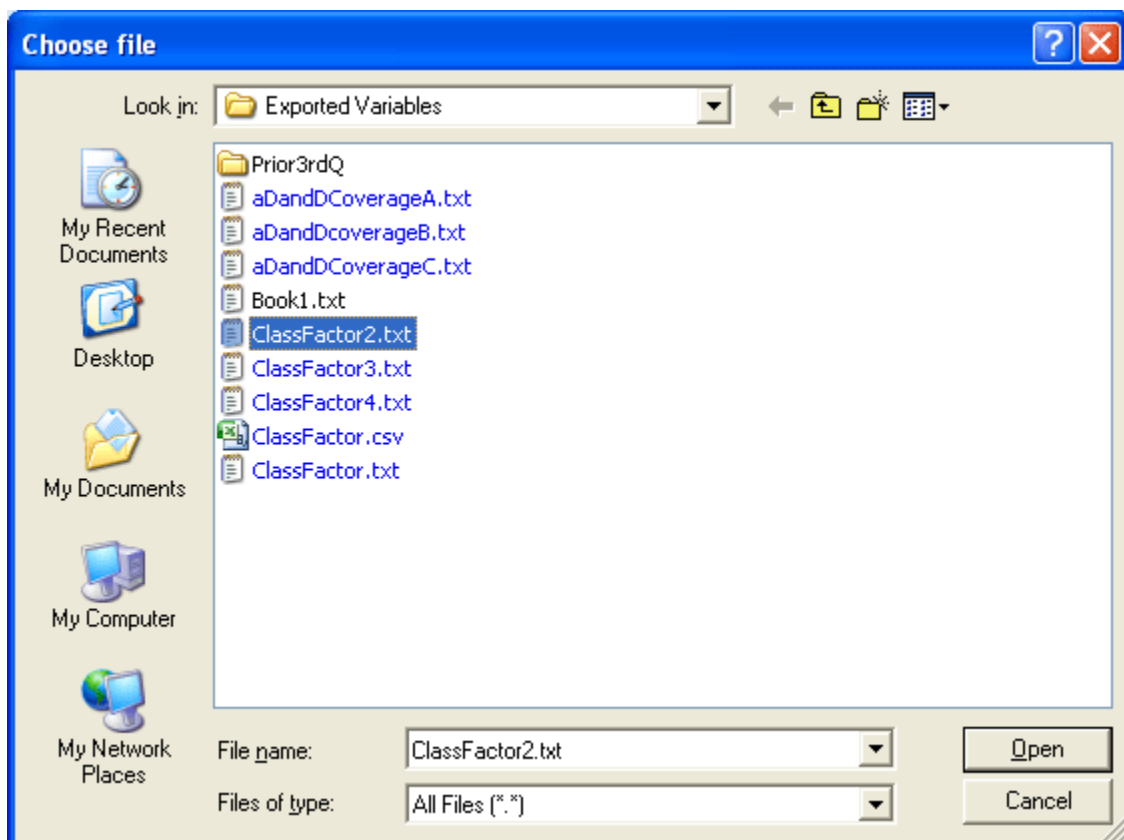 Choose file
Look in:
Exported Variables
My Recent
Documents
Desktop
My Documents
My Computer
My Network
Places
Prior3rdQ
aDandDCoverageA.txt
aDandDcoverageB.txt
aDandDCoverageC.txt
Book1.txt
ClassFactor2.txt
ClassFactor3.txt
ClassFactor4.txt
ClassFactor.csv
ClassFactor.txt
File name:
ClassFactor2.txt
Open
Files of type:
All Files (*.*)
Cancel